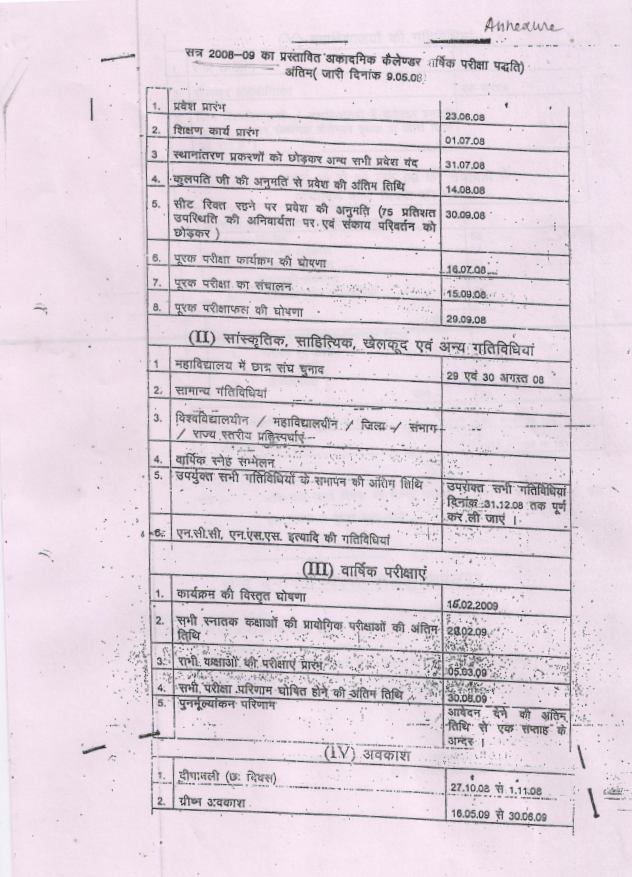 Annexure
सत्र 2008-09 का प्रस्तावित अकादमिक कैलेण्डर वार्षिक परीक्षा पद्धति)
अंतिम( जारी दिनांक 9.05.08
1. प्रवेश प्रारंभ 23.06.08
2. शिक्षण कार्य प्रारंभ 01.07.08
3 स्थानांतरण प्रकरणों को छोड़कर अन्य सभी प्रवेश बंद 31.07.08
4. कुलपति जी की अनुमति से प्रवेश की अंतिम तिथि 14.08.08
5. सीट रिक्त रहने पर प्रवेश की अनुमति (75 प्रतिशत 30.09.08
उपस्थिति की अनिवार्यता पर एवं संकाय परिवर्तन को
छोड़कर )
6. पूरक परीक्षा कार्यक्रम की घोषणा 16.07.08
7. पूरक परीक्षा का संचालन 15.09.08
8. पूरक परीक्षाफल की घोषणा 29.09.08
(II) सांस्कृतिक, साहित्यिक, खेलकूद एवं अन्य गतिविधियां
1 महाविद्यालय में छात्र संघ चुनाव 29 एवं 30 अगस्त 08
2. सामान्य गतिविधियां
3. विश्वविद्यालयीन / महाविद्यालयीन / जिला / संभाग
/ राज्य स्तरीय प्रतिस्पर्धाएं
4. वार्षिक स्नेह सम्मेलन
5. उपर्युक्त सभी गतिविधियों के समापन की अंतिम तिथि उपरोक्त सभी गतिविधियां
दिनांक 31.12.08 तक पूर्ण
कर ली जाएं ।
6. एन.सी.सी, एन.एस.एस. इत्यादि की गतिविधियां
(III) वार्षिक परीक्षाएं
1. कार्यक्रम की विस्तृत घोषणा 16.02.2009
2. सभी स्नातक कक्षाओं की प्रायोगिक परीक्षाओं की अंतिम 28.02.09
तिथि
3. सभी कक्षाओं की परीक्षाएं प्रारंभ 05.03.09
4. सभी परीक्षा परिणाम घोषित होने की अंतिम तिथि 30.06.09
5. पुनर्मूल्यांकन परिणाम आवेदन देने की अंतिम
तिथि से एक सप्ताह के
अन्दर ।
(IV) अवकाश
1. दीपावली (छः दिवस) 27.10.08 से 1.11.08
2. ग्रीष्म अवकाश 16.05.09 से 30.06.09